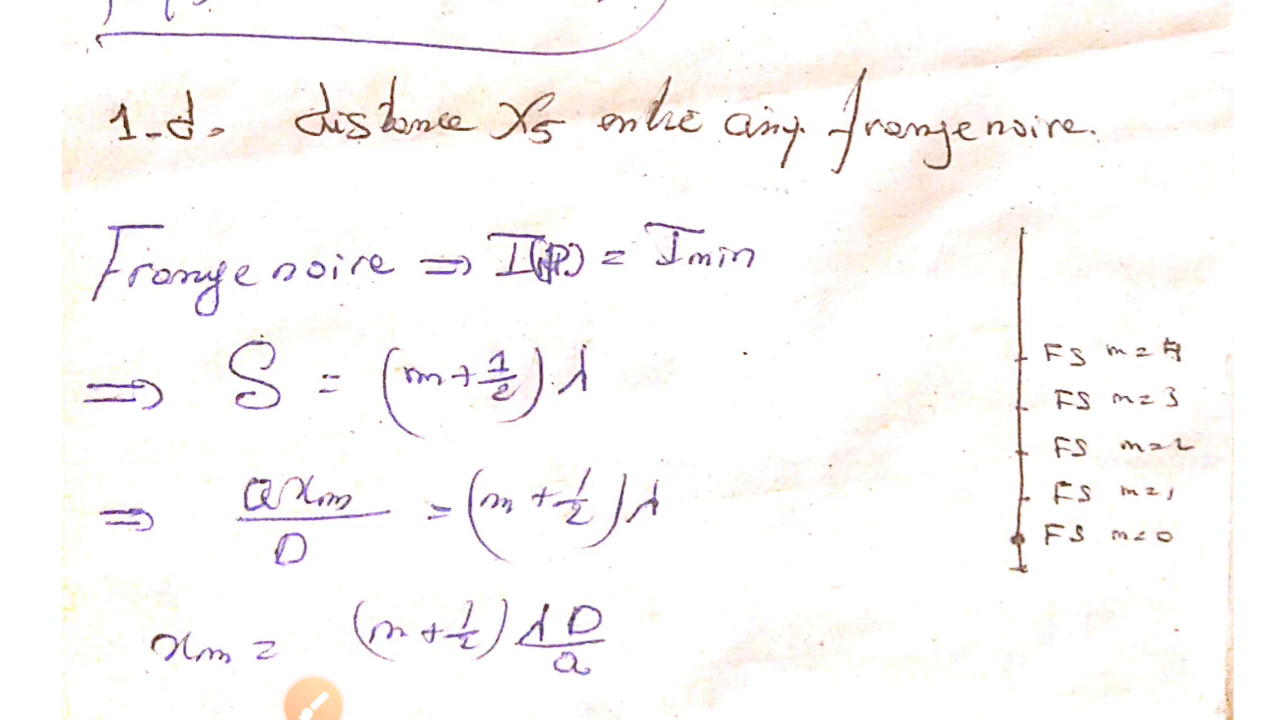 1-d. distance X5 entre cinq frange noire.
Frange noire => I(P) = Imin
=> S = (m+1/2)λ
=> axm/D = (m+1/2)λ
xm = (m+1/2) λD/a
FS m=4
FS m=3
FS m=2
FS m=1
FS m=0